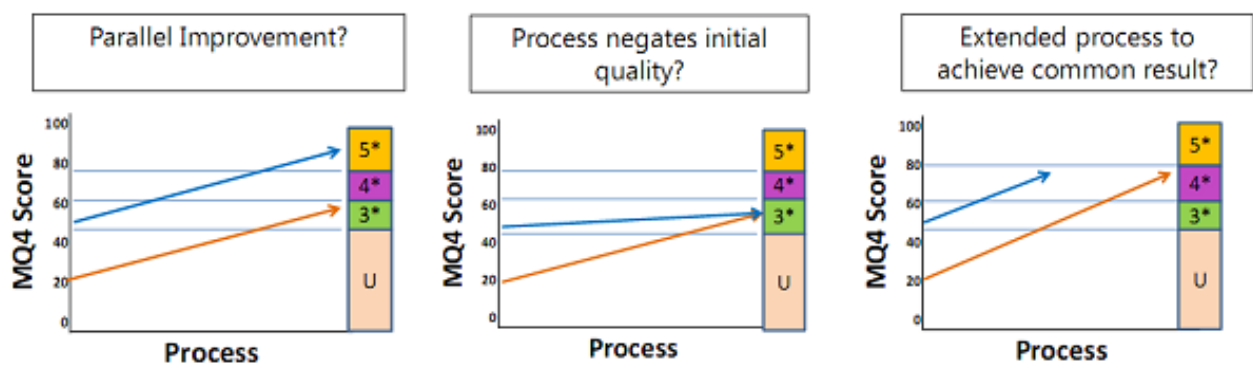 Parallel Improvement?
100
80
60
40
20
0
MQ4 Score
5*
4*
3*
U
Process
Process negates initial
quality?
100
80
60
40
20
0
MQ4 Score
5*
4*
3*
U
Process
Extended process to
achieve common result?
100
80
60
40
20
0
MQ4 Score
5*
4*
3*
U
Process